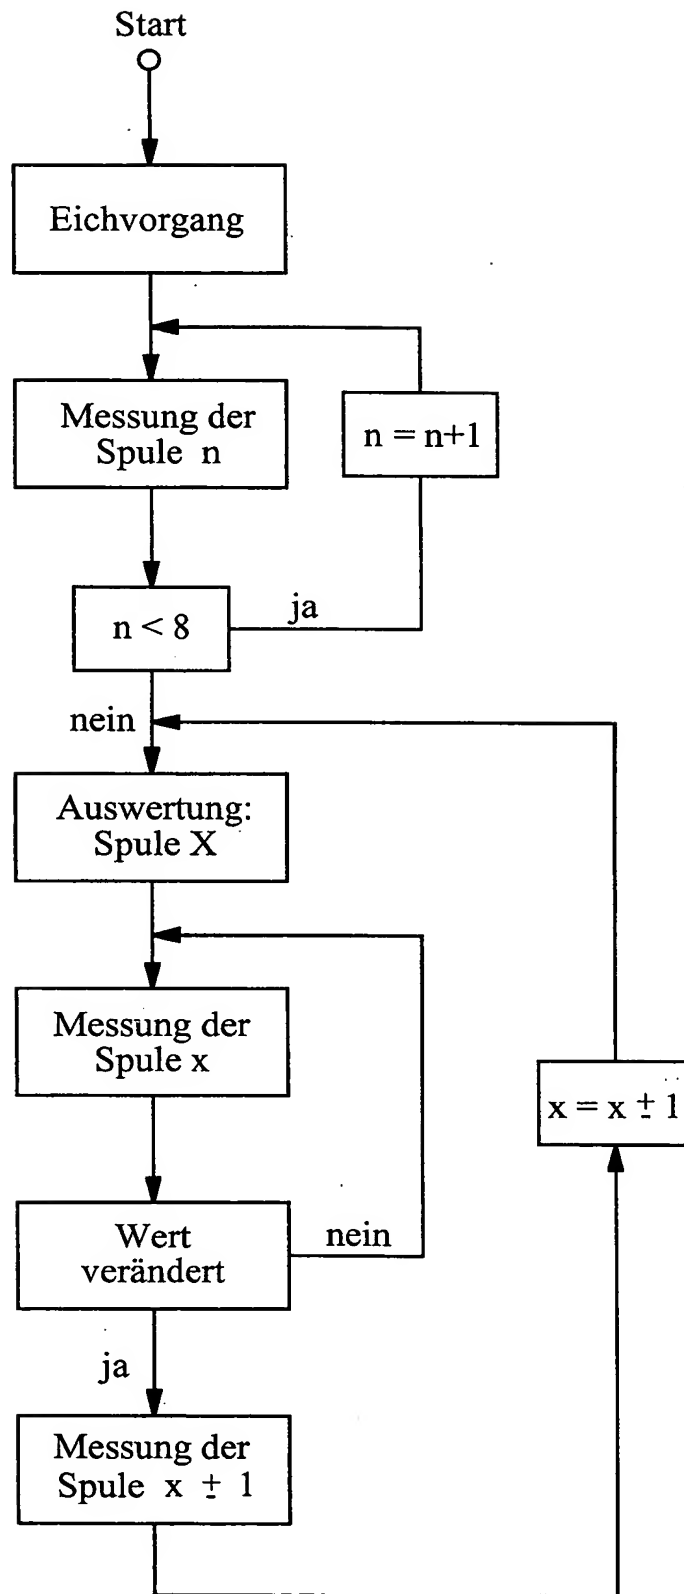 Start
Eichvorgang
Messung der
Spule n
n = n+1
n < 8
ja
nein
Auswertung:
Spule X
Messung der
Spule x
x = x ± 1
Wert
verändert
nein
ja
Messung der
Spule x ± 1